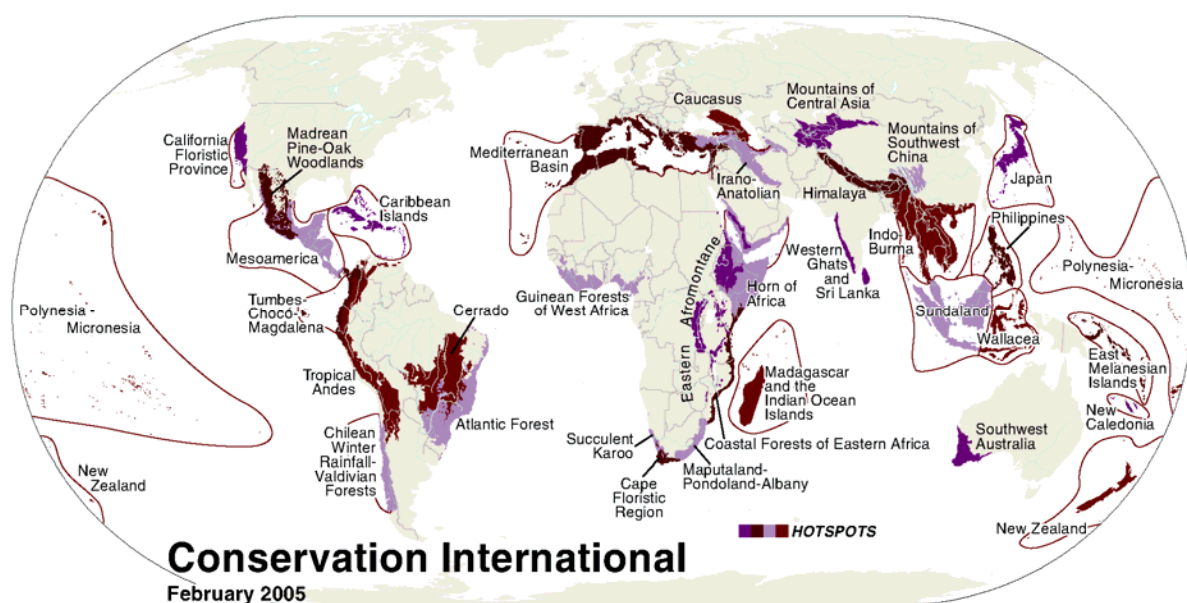 California
Floristic
Province
Madrean
Pine-Oak
Woodlands
Caribbean
Islands
Mesoamerica
Polynesia -
Micronesia
Tumbes-
Chocó-
Magdalena
Cerrado
Tropical
Andes
Atlantic Forest
Chilean
Winter
Rainfall-
Valdivian
Forests
New
Zealand
Mediterranean
Basin
Caucasus
Irano-
Anatolian
Mountains of
Central Asia
Mountains of
Southwest
China
Himalaya
Japan
Indo-
Burma
Philippines
Western
Ghats
and
Sri Lanka
Polynesia-
Micronesia
Guinean Forests
of West Africa
Eastern Afromontane
Horn of
Africa
Sundaland
Wallacea
East
Melanesian
Islands
New
Caledonia
Madagascar
and the
Indian Ocean
Islands
Coastal Forests of Eastern Africa
Succulent
Karoo
Cape
Floristic
Region
Maputaland-
Pondoland-Albany
Southwest
Australia
New Zealand
HOTSPOTS
Conservation International
February 2005